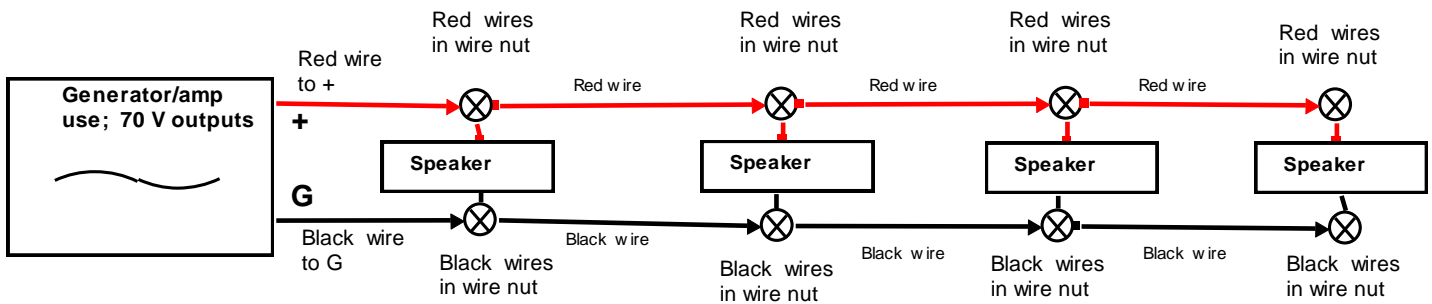 Red wires
in wire nut
Red wires
in wire nut
Red wires
in wire nut
Red wires
in wire nut
Red wire
to +
Red wire
Red wire
Red wire
Generator/amp
use; 70 V outputs
+
Speaker
Speaker
Speaker
Speaker
G
Black wire
to G
Black wire
Black wire
Black wire
Black wires
in wire nut
Black wires
in wire nut
Black wires
in wire nut
Black wires
in wire nut